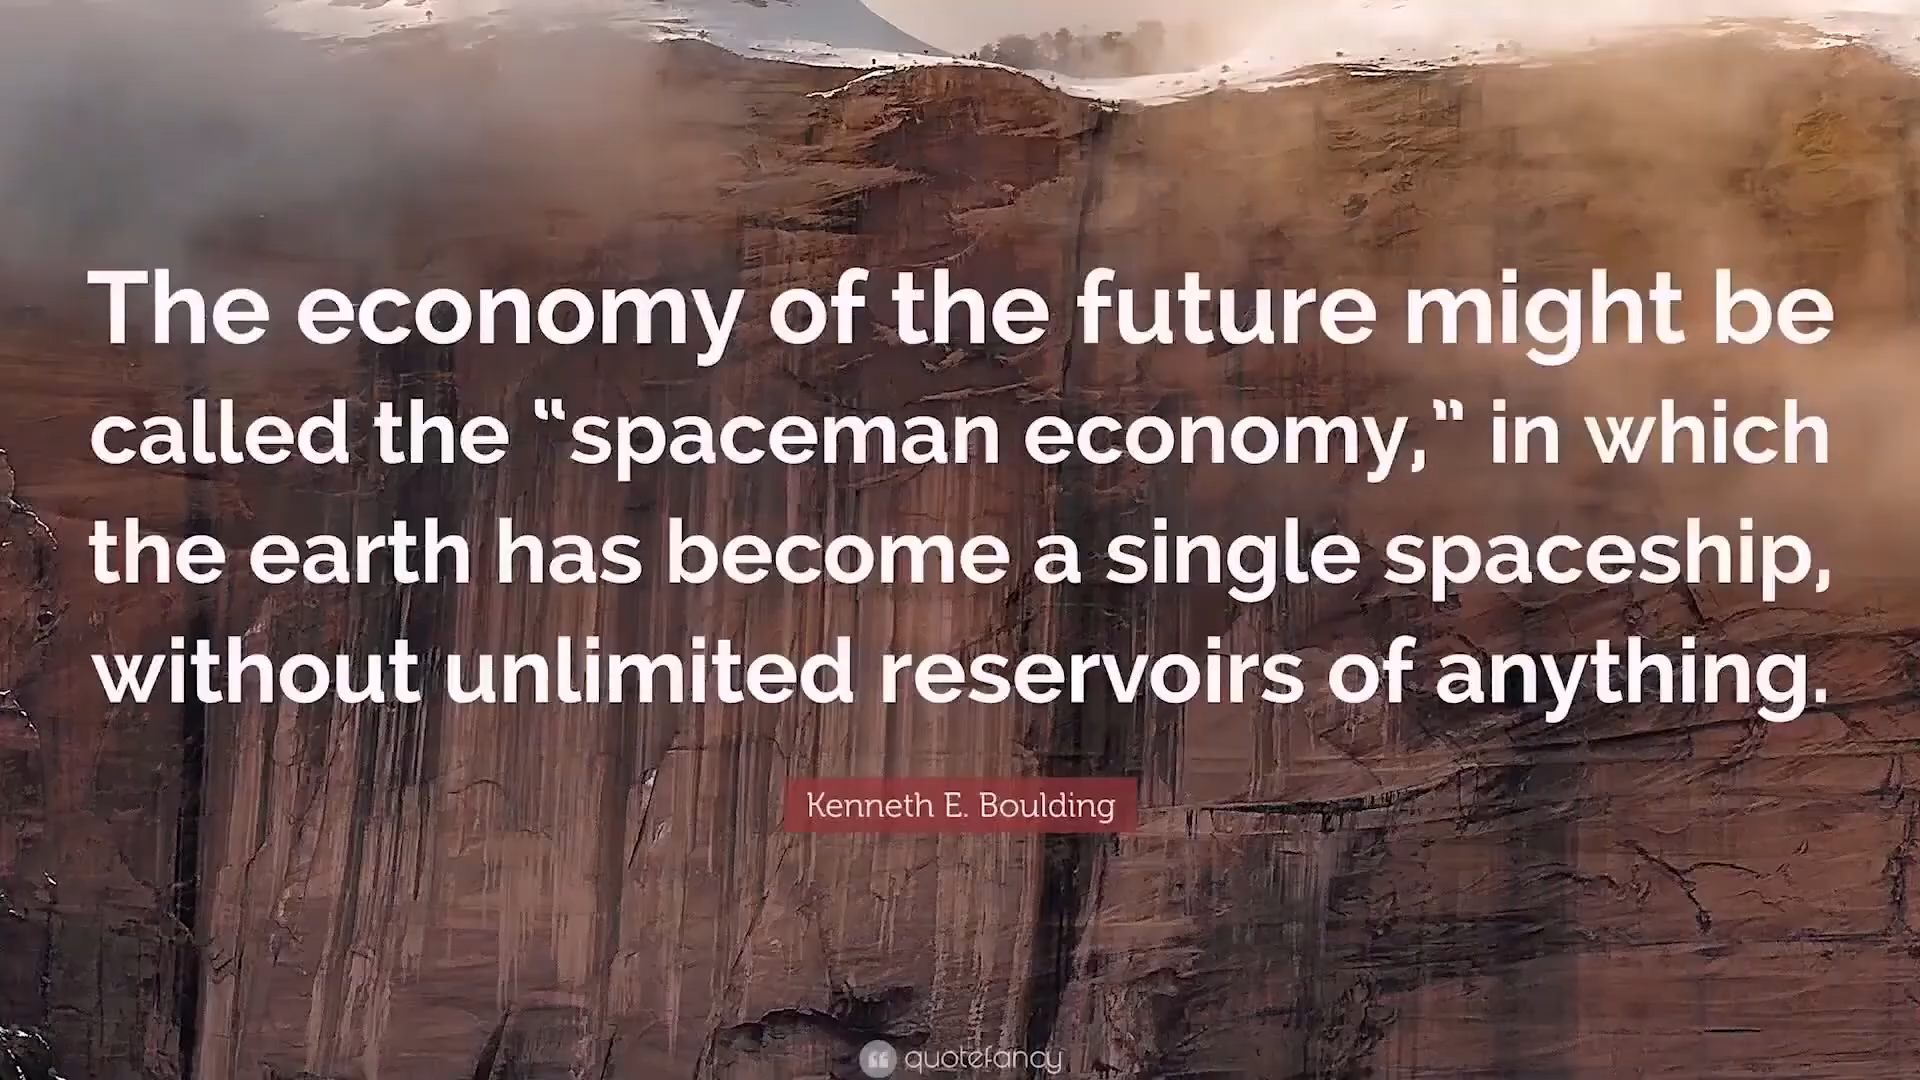 The economy of the future might be
called the “spaceman economy,” in which
the earth has become a single spaceship,
without unlimited reservoirs of anything.
Kenneth E. Boulding
quotefancy